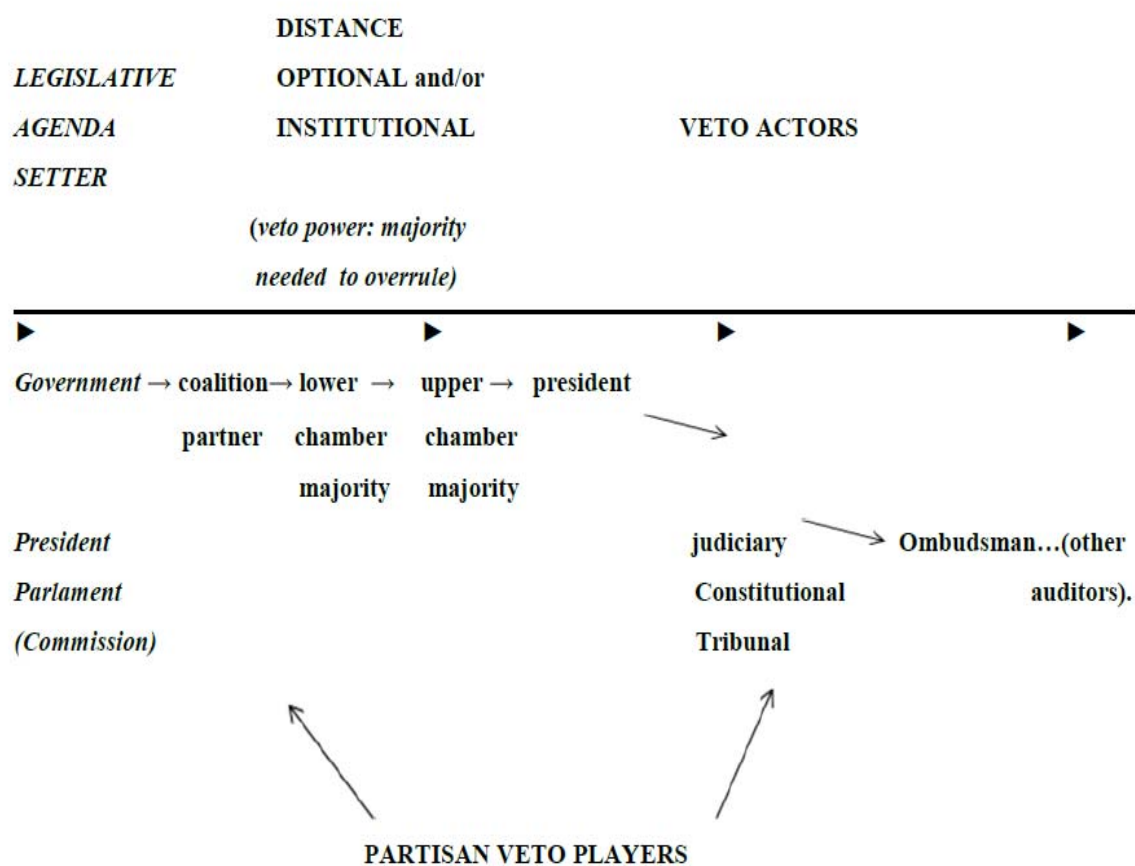 DISTANCE
LEGISLATIVE OPTIONAL and/or
AGENDA INSTITUTIONAL VETO ACTORS
SETTER
(veto power: majority
needed to overrule)
Government → coalition→ lower → upper → president
partner chamber chamber
majority majority
President judiciary Ombudsman…(other
Parlament Constitutional auditors).
(Commission) Tribunal
PARTISAN VETO PLAYERS